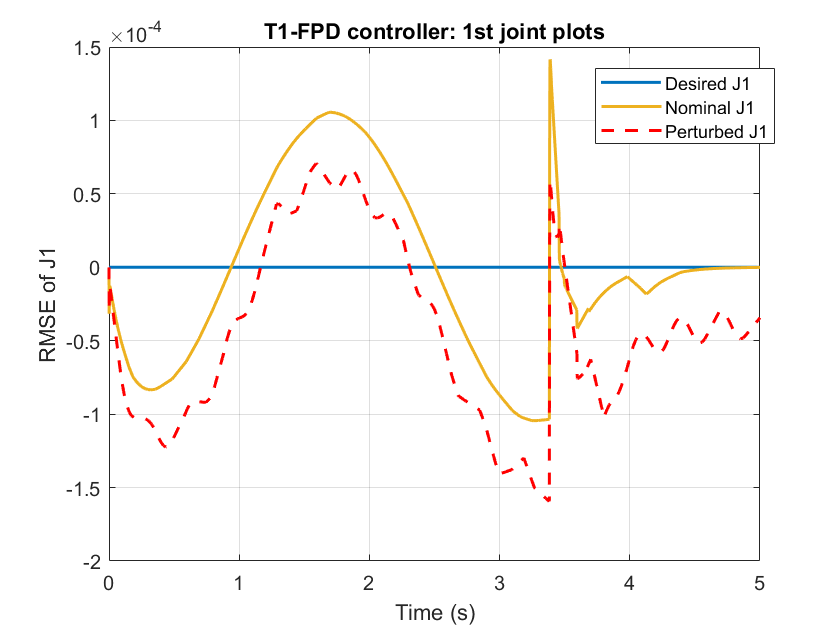 T1-FPD controller: 1st joint plots
×10-4
1.5
1
0.5
0
-0.5
-1
-1.5
-2
RMSE of J1
Desired J1
Nominal J1
Perturbed J1
0 1 2 3 4 5
Time (s)